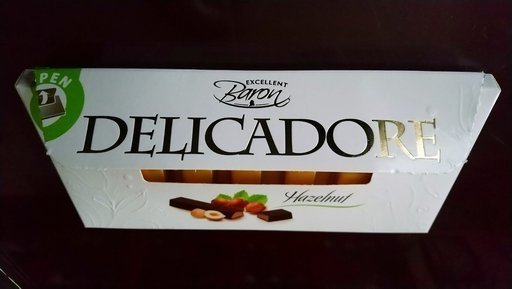 OPEN
EXCELLENT
Baron
DELICADORE
Hazelnut